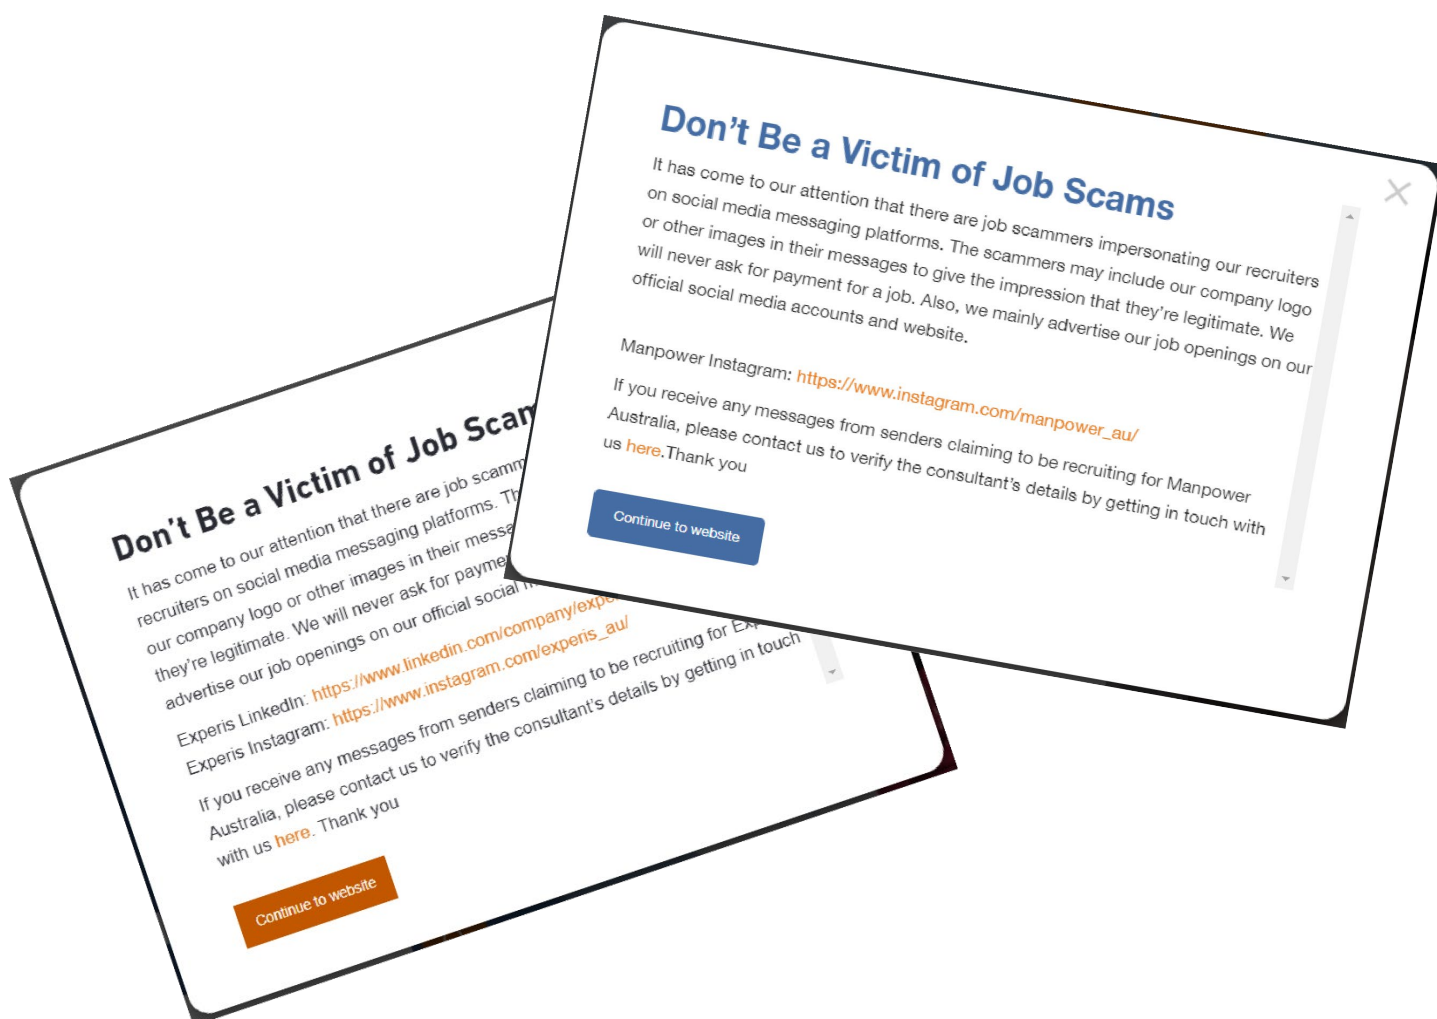 Don't Be a Victim of Job Scams
It has come to our attention that there are job scammers impersonating our recruiters
on social media messaging platforms. The scammers may include our company logo
or other images in their messages to give the impression that they're legitimate. We
will never ask for payment for a job. Also, we mainly advertise our job openings on our
official social media accounts and website.
Manpower Instagram: https://www.instagram.com/manpower_au/
If you receive any messages from senders claiming to be recruiting for Manpower
Australia, please contact us to verify the consultant's details by getting in touch with
us here.Thank you
Continue to website
Don't Be a Victim of Job
It has come to our attention that there are job
recruiters on social media messaging platforms.
our company logo or other images in their
they're legitimate. We will never ask for
advertise our job openings on our official social
Experis LinkedIn: https://www.linkedin.com/company/
Experis Instagram: https://www.instagram.com/experis_au/
If you receive any messages from senders claiming to be recruiting for
Australia, please contact us to verify the consultant's details by getting in touch
with us here. Thank you
Continue to website